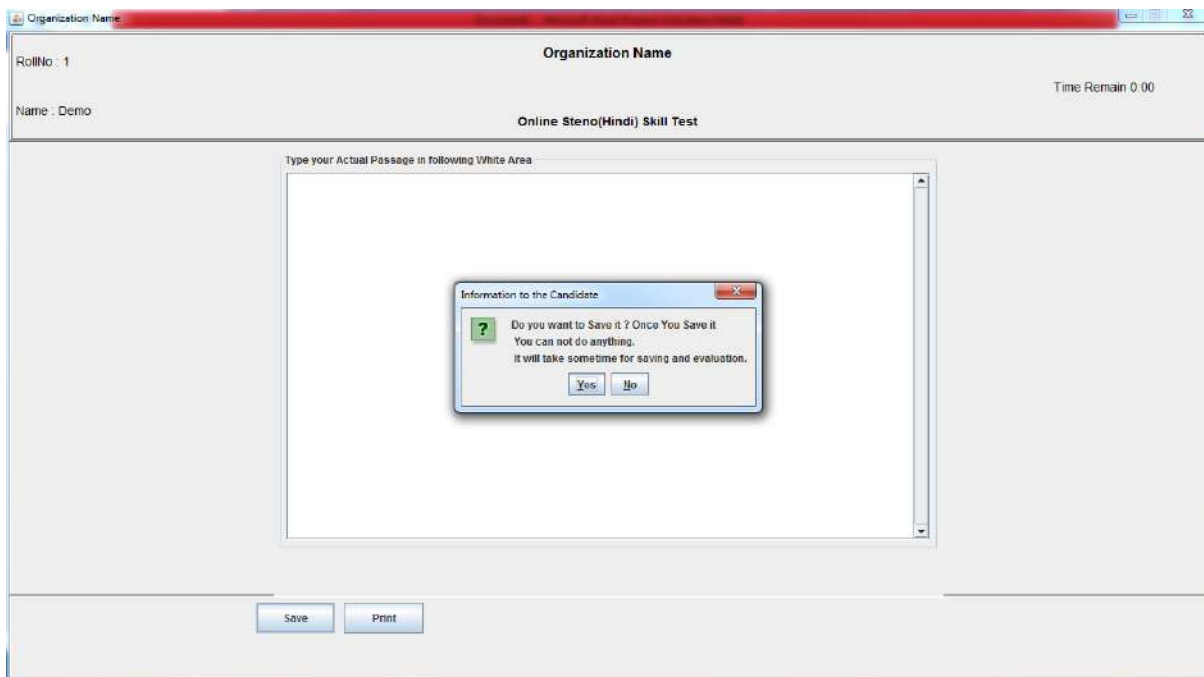 Organization Name
Organization Name
RollNo : 1
Time Remain 0:00
Name : Demo
Online Steno(Hindi) Skill Test
Type your Actual Passage in following White Area
Information to the Candidate
Do you want to Save it ? Once You Save it
You can not do anything.
It will take sometime for saving and evaluation.
Yes No
Save Print